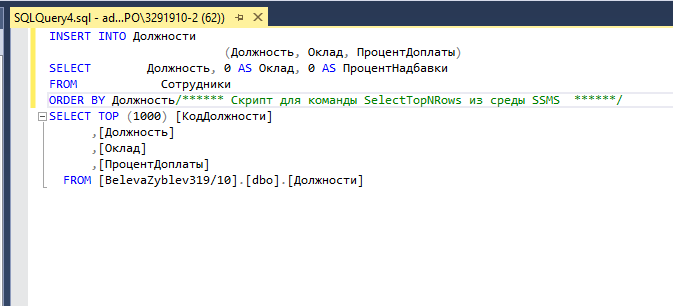 SQLQuery4.sql - ad...PO\3291910-2 (62))
INSERT INTO Должности
(Должность, Оклад, ПроцентДоплаты)
SELECT Должность, 0 AS Оклад, 0 AS ПроцентНадбавки
FROM Сотрудники
ORDER BY Должность/****** Скрипт для команды SelectTopNRows из среды SSMS ******/
SELECT TOP (1000) [КодДолжности]
,[Должность]
,[Оклад]
,[ПроцентДоплаты]
FROM [BelevaZyblev319/10].[dbo].[Должности]